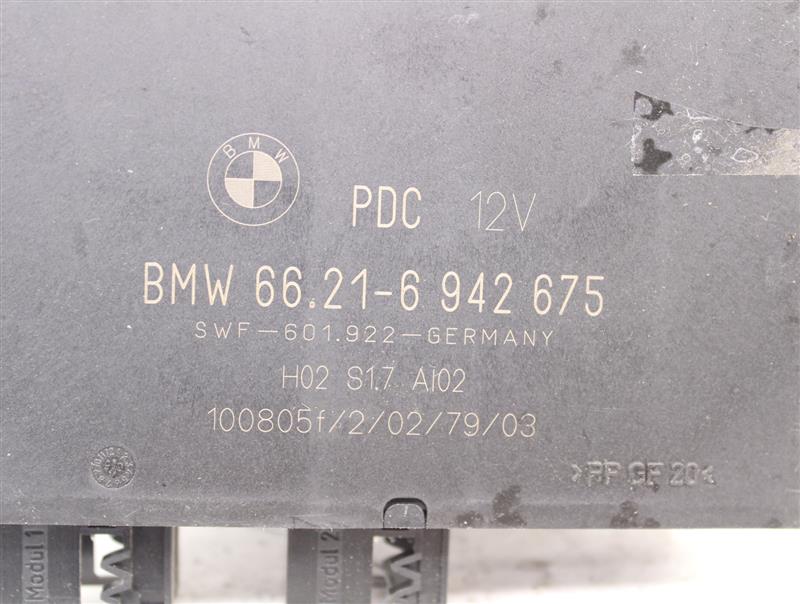 BMW
PDC 12V
BMW 66.21-6 942 675
SWF-601.922-GERMANY
H02 S1.7 AI02
100805f/2/02/79/03
>PP GF 20<
Modul 1
Modul 2